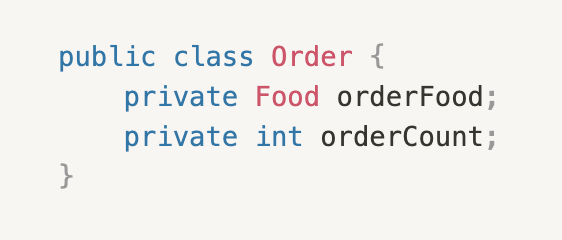 public class Order {
    private Food orderFood;
    private int orderCount;
}